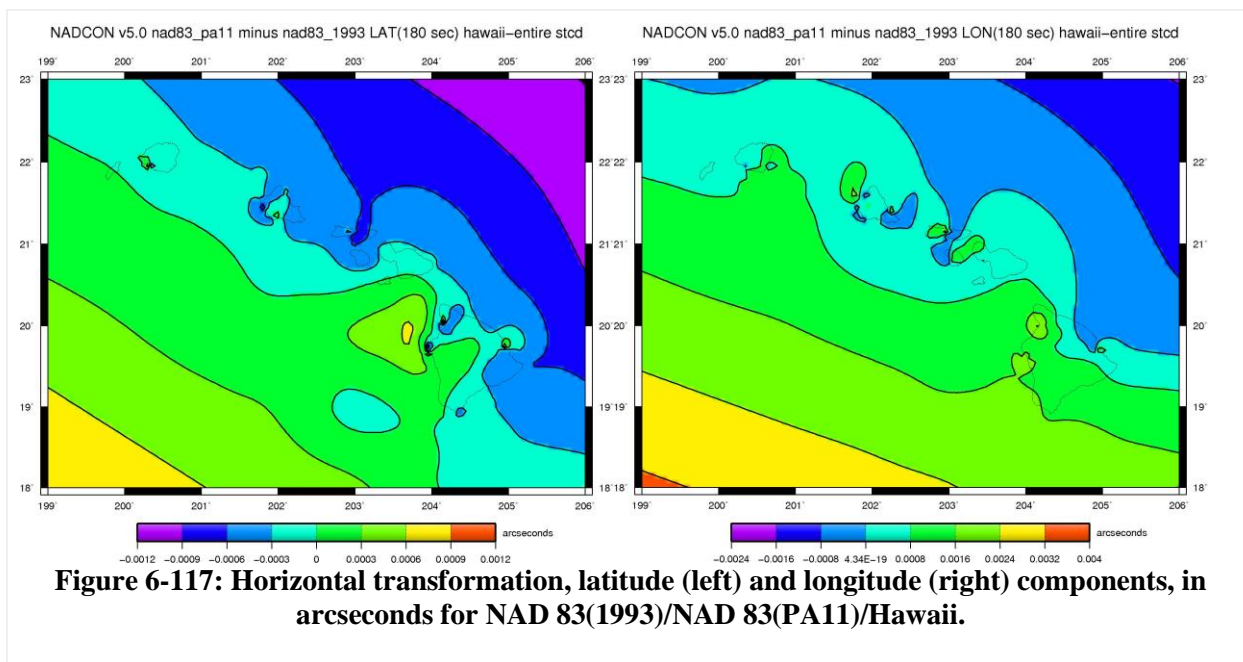 NADCON v5.0 nad83_pa11 minus nad83_1993 LAT(180 sec) hawaii-entire stcd
NADCON v5.0 nad83_pa11 minus nad83_1993 LON(180 sec) hawaii-entire stcd
199˚ 200˚ 201˚ 202˚ 203˚ 204˚ 205˚ 206˚
199˚ 200˚ 201˚ 202˚ 203˚ 204˚ 205˚ 206˚
23˚ 23˚ 23˚ 23˚
22˚ 22˚ 22˚ 22˚
21˚ 21˚ 21˚ 21˚
20˚ 20˚ 20˚ 20˚
19˚ 19˚ 19˚ 19˚
18˚ 18˚ 18˚ 18˚
199˚ 200˚ 201˚ 202˚ 203˚ 204˚ 205˚ 206˚
199˚ 200˚ 201˚ 202˚ 203˚ 204˚ 205˚ 206˚
arcseconds
−0.0012 −0.0009 −0.0006 −0.0003 0 0.0003 0.0006 0.0009 0.0012
arcseconds
−0.0024 −0.0016 −0.0008 4.34E−19 0.0008 0.0016 0.0024 0.0032 0.004
Figure 6-117: Horizontal transformation, latitude (left) and longitude (right) components, in
arcseconds for NAD 83(1993)/NAD 83(PA11)/Hawaii.